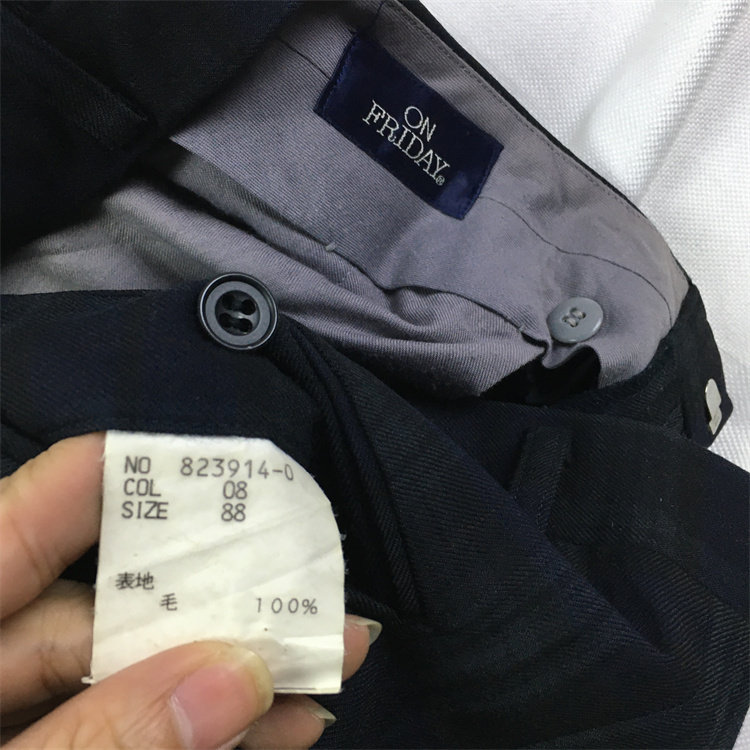 ON
FRIDAY®
NO 823914-0
COL 08
SIZE 88
表地
毛 100%